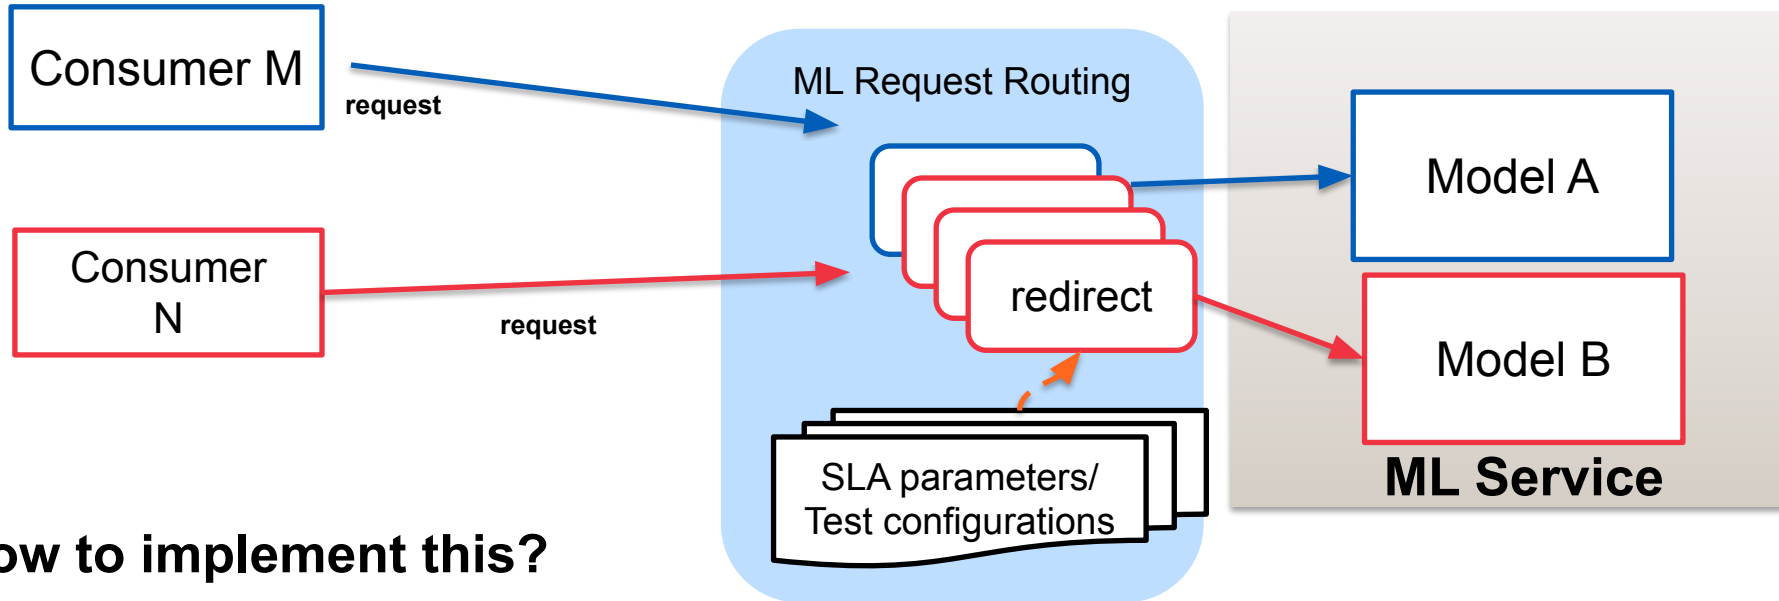 Consumer M
request
ML Request Routing
Model A
Consumer
N
request
redirect
Model B
SLA parameters/
Test configurations
ML Service
ow to implement this?